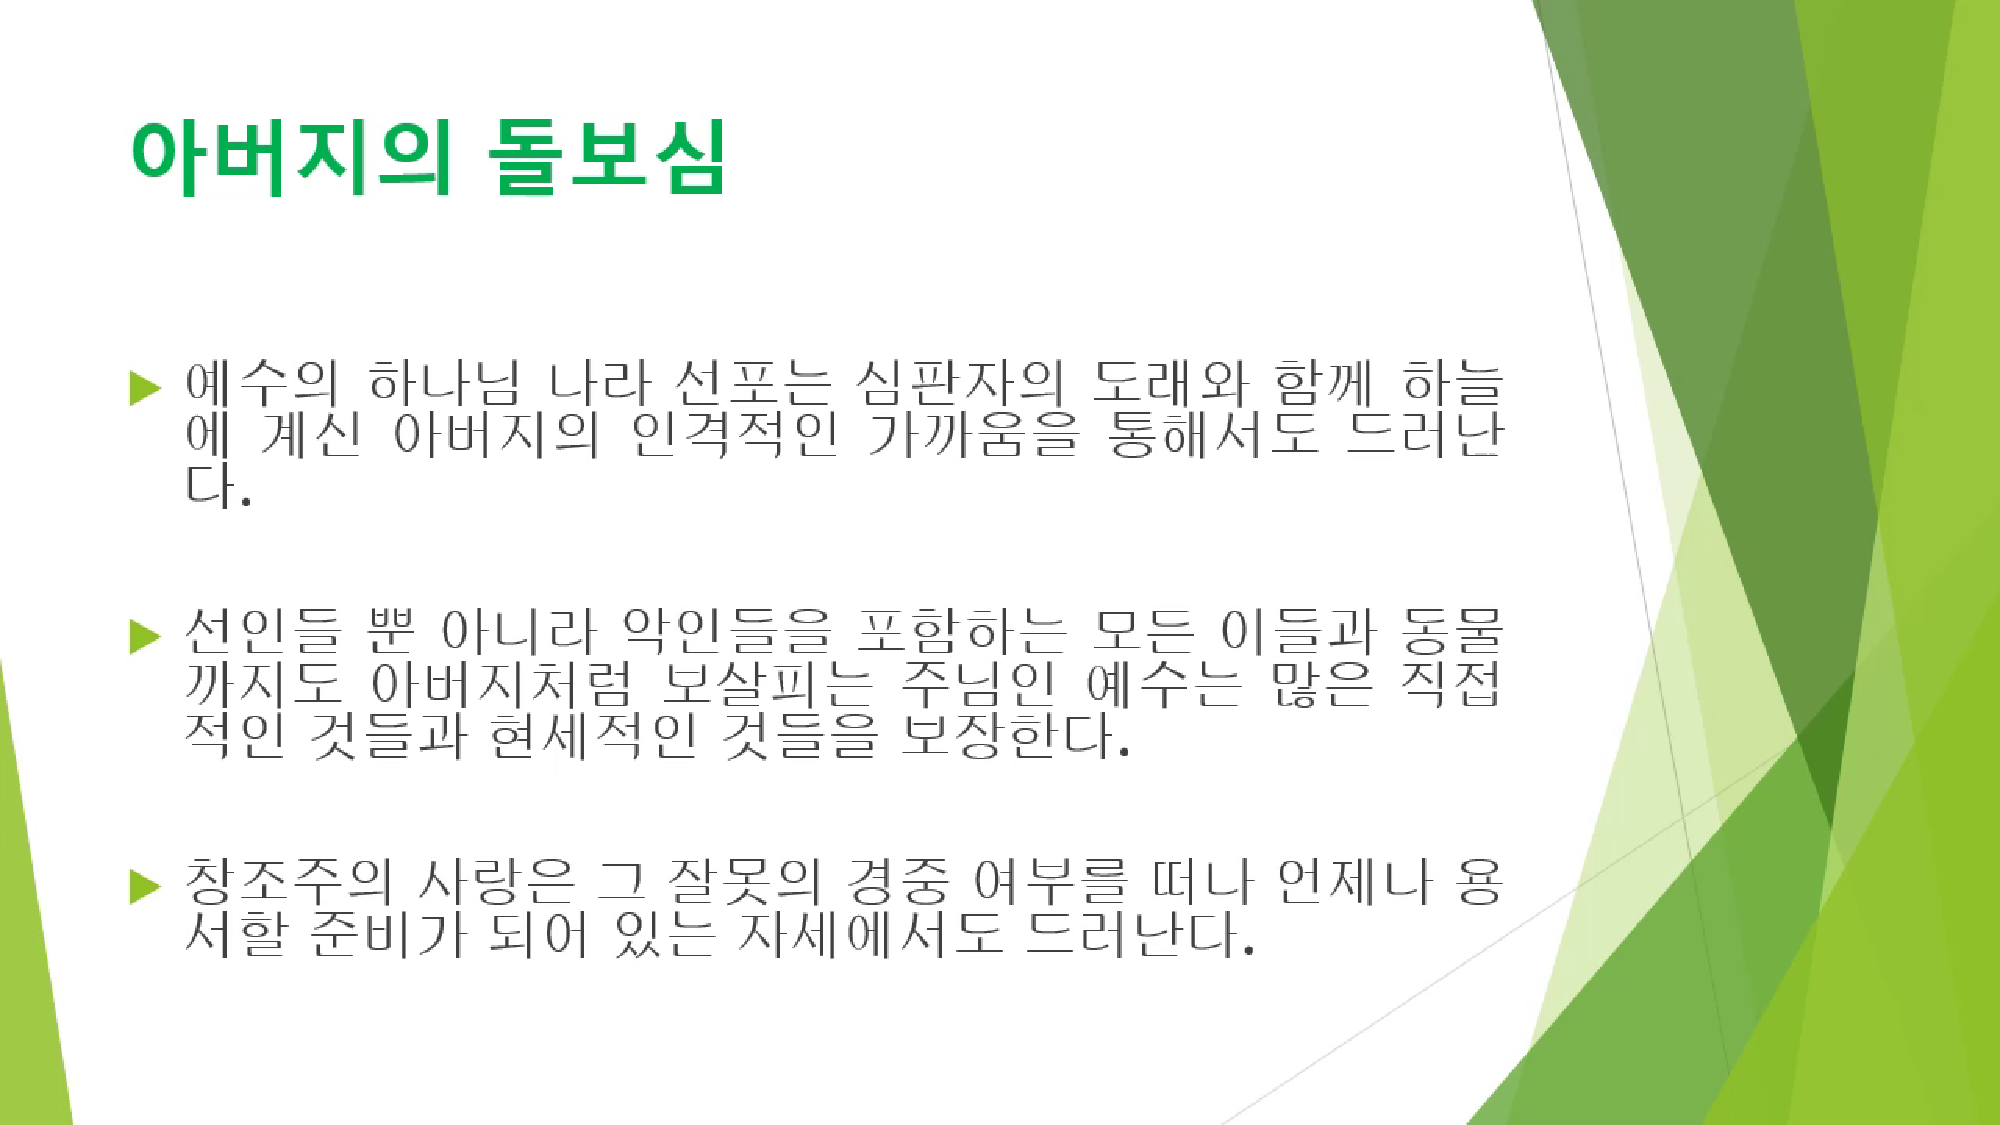 아버지의 돌보심
예수의 하나님 나라 선포는 심판자의 도래와 함께 하늘
에 계신 아버지의 인격적인 가까움을 통해서도 드러난
다.
선인들 뿐 아니라 악인들을 포함하는 모든 이들과 동물
까지도 아버지처럼 보살피는 주님인 예수는 많은 직접
적인 것들과 현세적인 것들을 보장한다.
창조주의 사랑은 그 잘못의 경중 여부를 떠나 언제나 용
서할 준비가 되어 있는 자세에서도 드러난다.